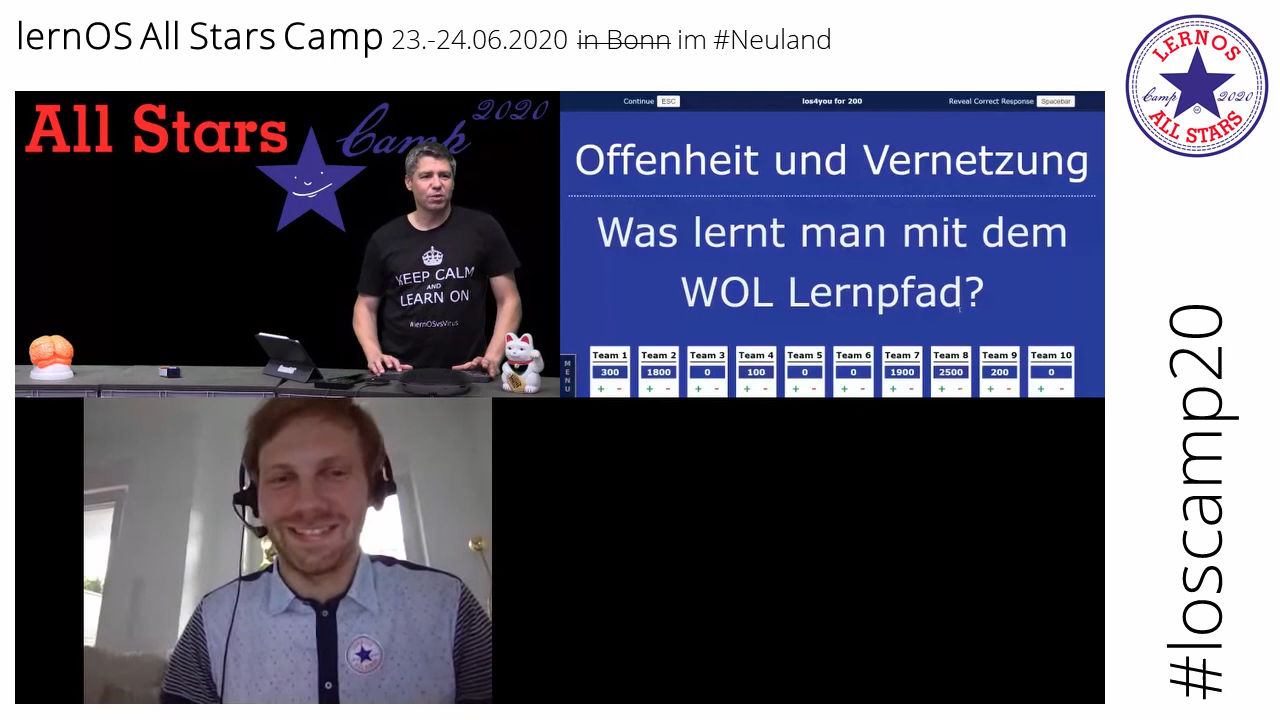 lernOS All Stars Camp 23.-24.06.2020 in Bonn im #Neuland
LERNOS
Camp 2020
ALL STARS
All Stars Camp 2020
KEEP CALM
AND
LEARN ON
#lernOSvsVirus
Continue ESC los4you for 200 Reveal Correct Response Spacebar
Offenheit und Vernetzung
Was lernt man mit dem
WOL Lernpfad?
MENU
Team 1 Team 2 Team 3 Team 4 Team 5 Team 6 Team 7 Team 8 Team 9 Team 10
300 1800 0 100 0 0 1900 2500 200 0
+ - + - + - + - + - + - + - + - + - + -
ALL STARS
#loscamp20